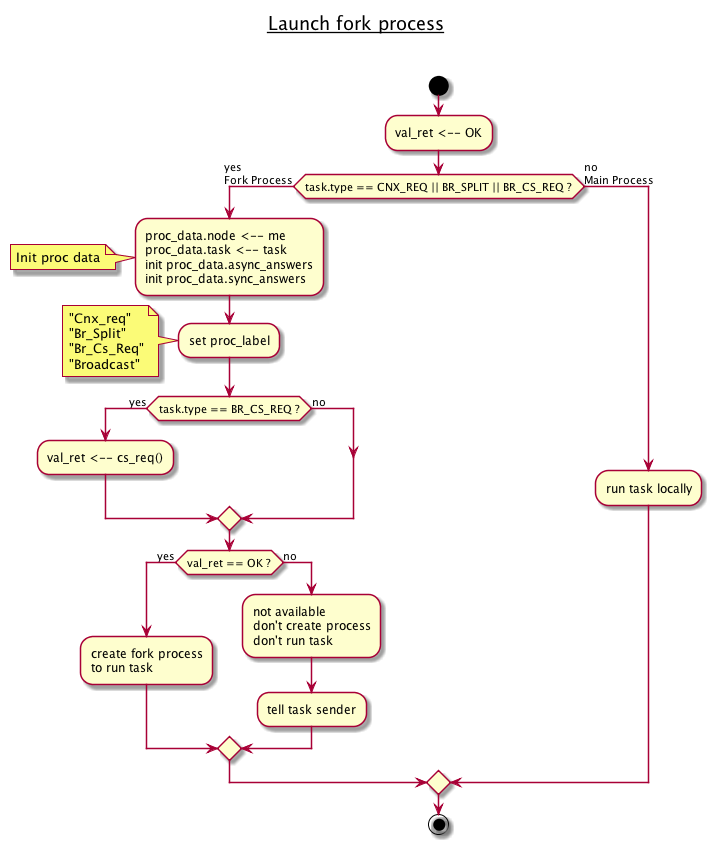 Launch fork process
val_ret <-- OK
yes
Fork Process
task.type == CNX_REQ || BR_SPLIT || BR_CS_REQ ?
no
Main Process
proc_data.node <-- me
proc_data.task <-- task
init proc_data.async_answers
init proc_data.sync_answers
Init proc data
"Cnx_req"
"Br_Split"
"Br_Cs_Req"
"Broadcast"
set proc_label
yes
task.type == BR_CS_REQ ?
no
val_ret <-- cs_req()
run task locally
yes
val_ret == OK ?
no
not available
don't create process
don't run task
create fork process
to run task
tell task sender